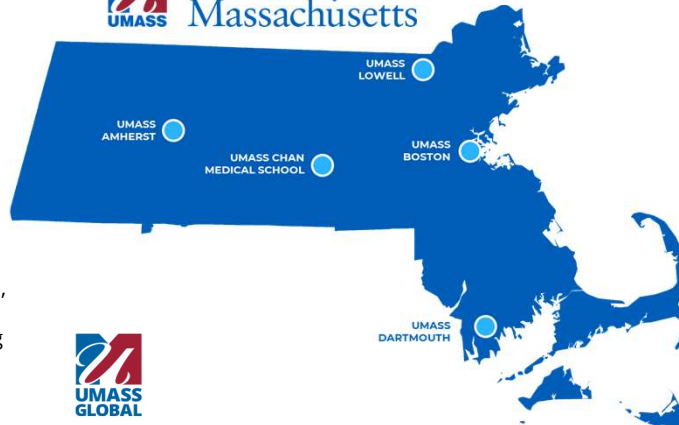 UMASS
Massachusetts
UMASS
LOWELL
UMASS
AMHERST
UMASS CHAN
MEDICAL SCHOOL
UMASS
BOSTON
,
g
UMASS
DARTMOUTH
UMASS
GLOBAL